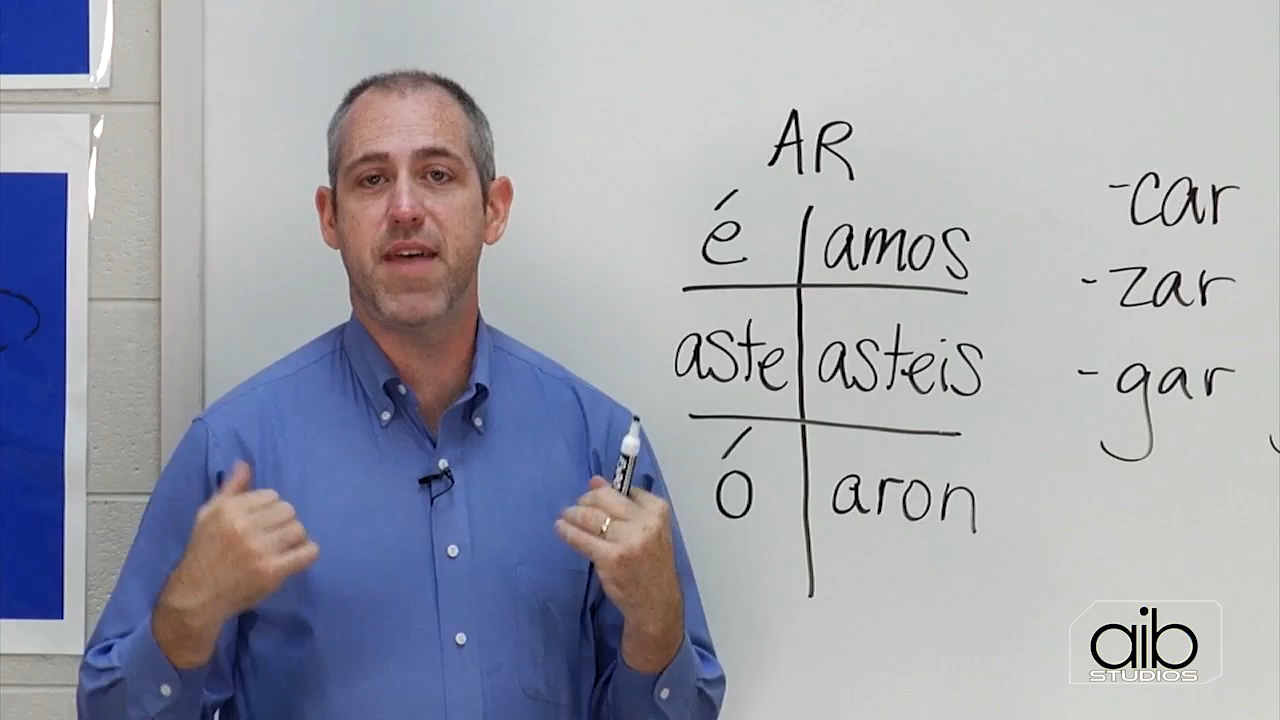 AR
é amos
aste asteis
ó aron
-car
-zar
-gar
aib
STUDIOS